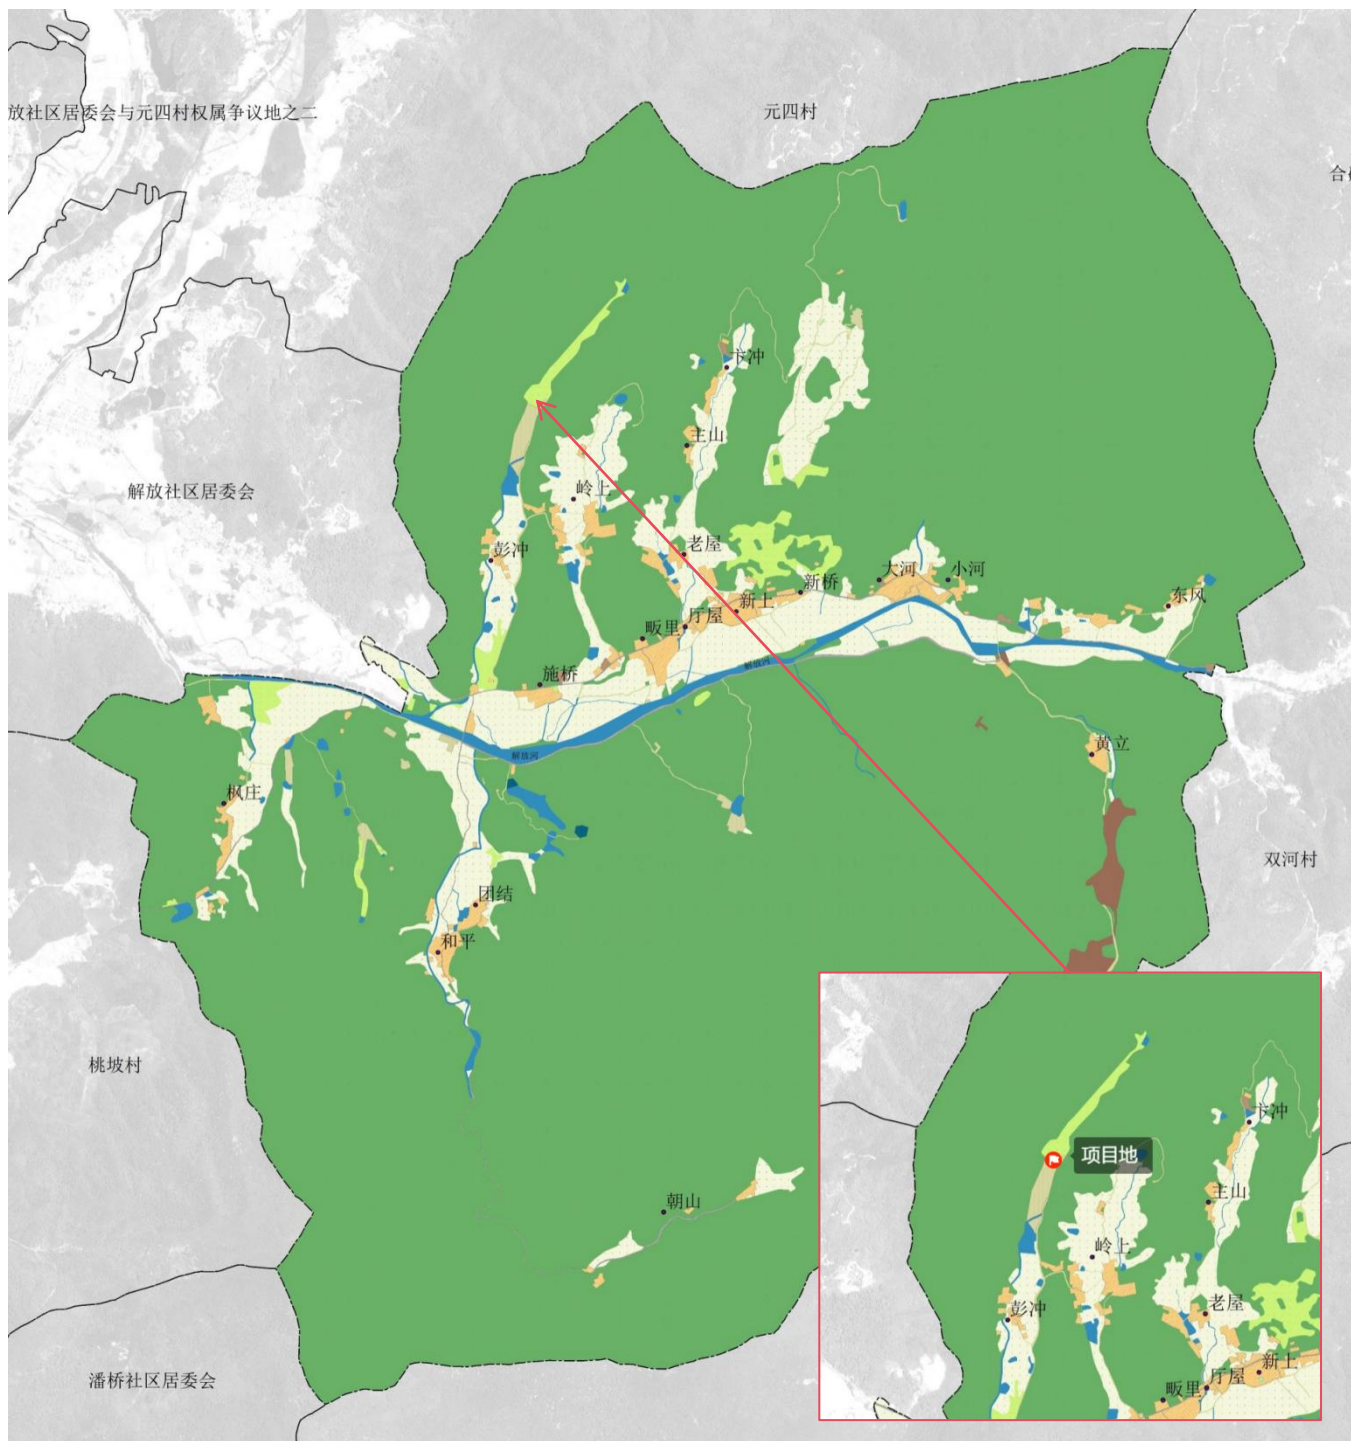 放社区居委会与元四村权属争议地之二
元四村
合
卞冲
主山
解放社区居委会
岭上
彭冲
老屋
大河
小河
新桥
东风
新上
厅屋
畈里
解放河
施桥
黄立
解放河
枫庄
双河村
团结
和平
桃坡村
朝山
潘桥社区居委会
卞冲
项目地
主山
岭上
彭冲
老屋
新上
厅屋
畈里